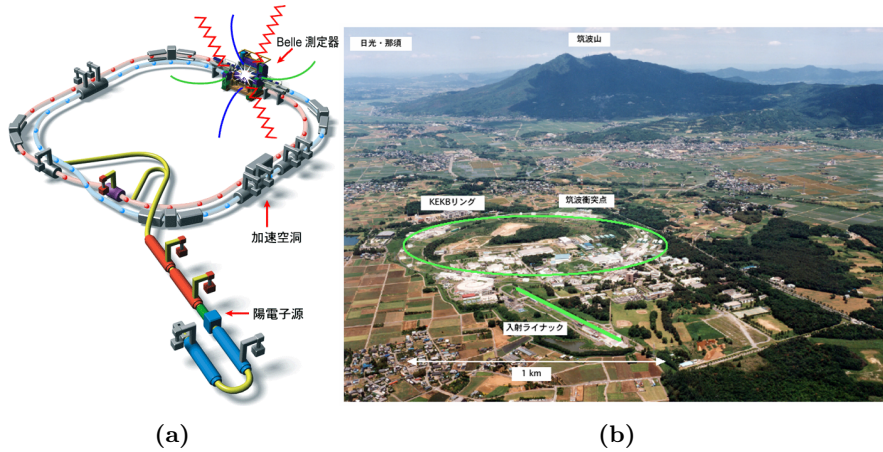 Belle 測定器
加速空洞
陽電子源
(a)
日光・那須
筑波山
KEKBリング
筑波衝突点
入射ライナック
1 km
(b)